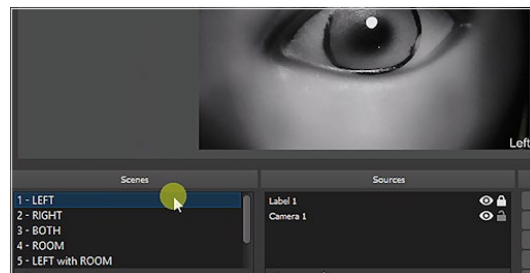 Left
Scenes
Sources
1 - LEFT
2 - RIGHT
3 - BOTH
4 - ROOM
5 - LEFT with ROOM
Label 1
Camera 1